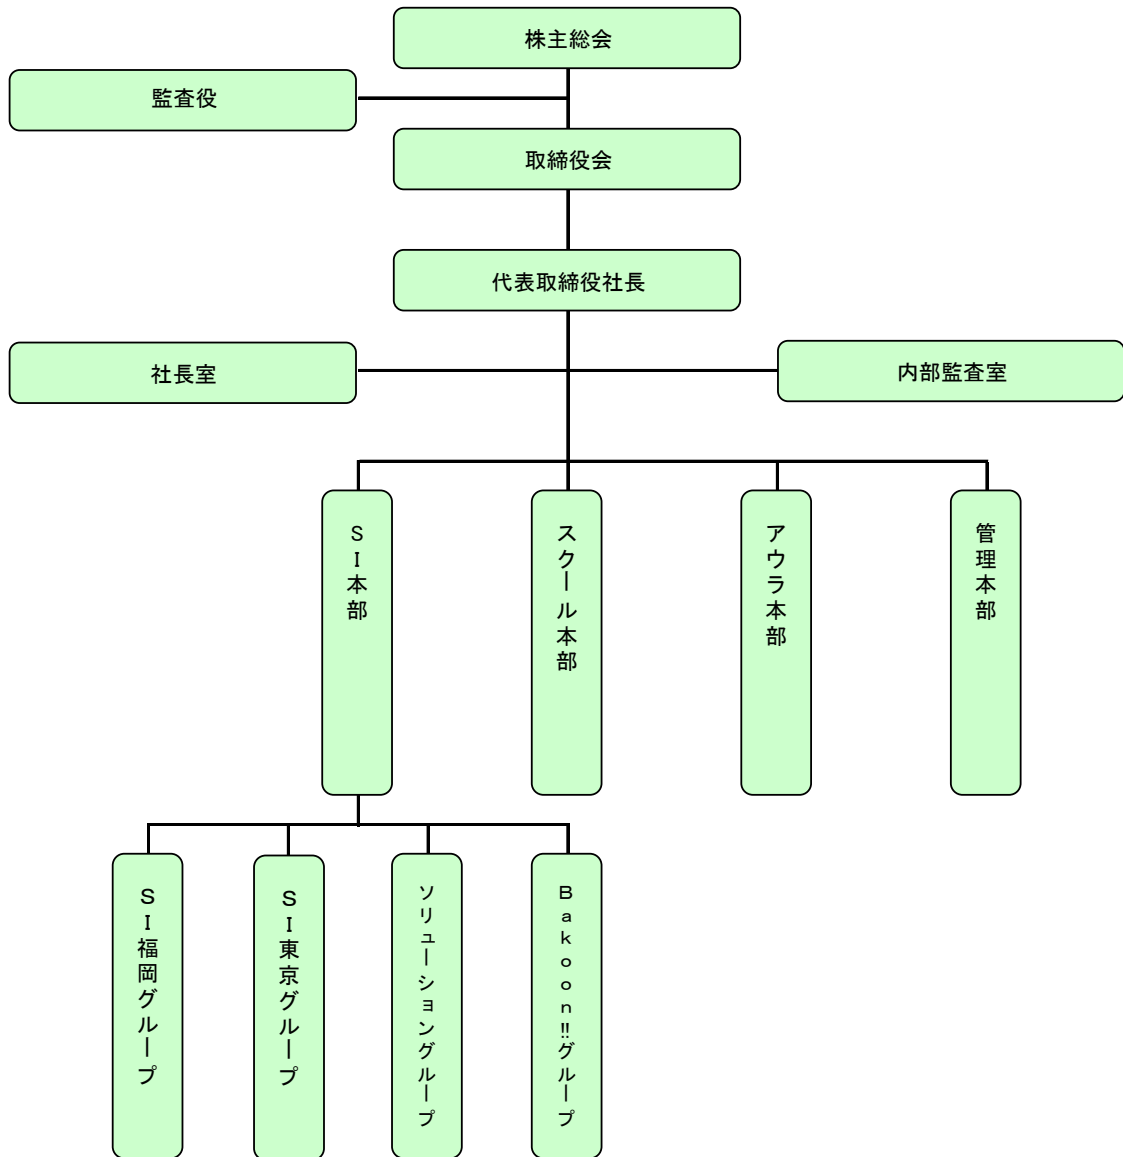 株主総会
監査役
取締役会
代表取締役社長
社長室
内部監査室
SI本部
スクール本部
アウラ本部
管理本部
SI福岡グループ
SI東京グループ
ソリューショングループ
Bakoon!!グループ